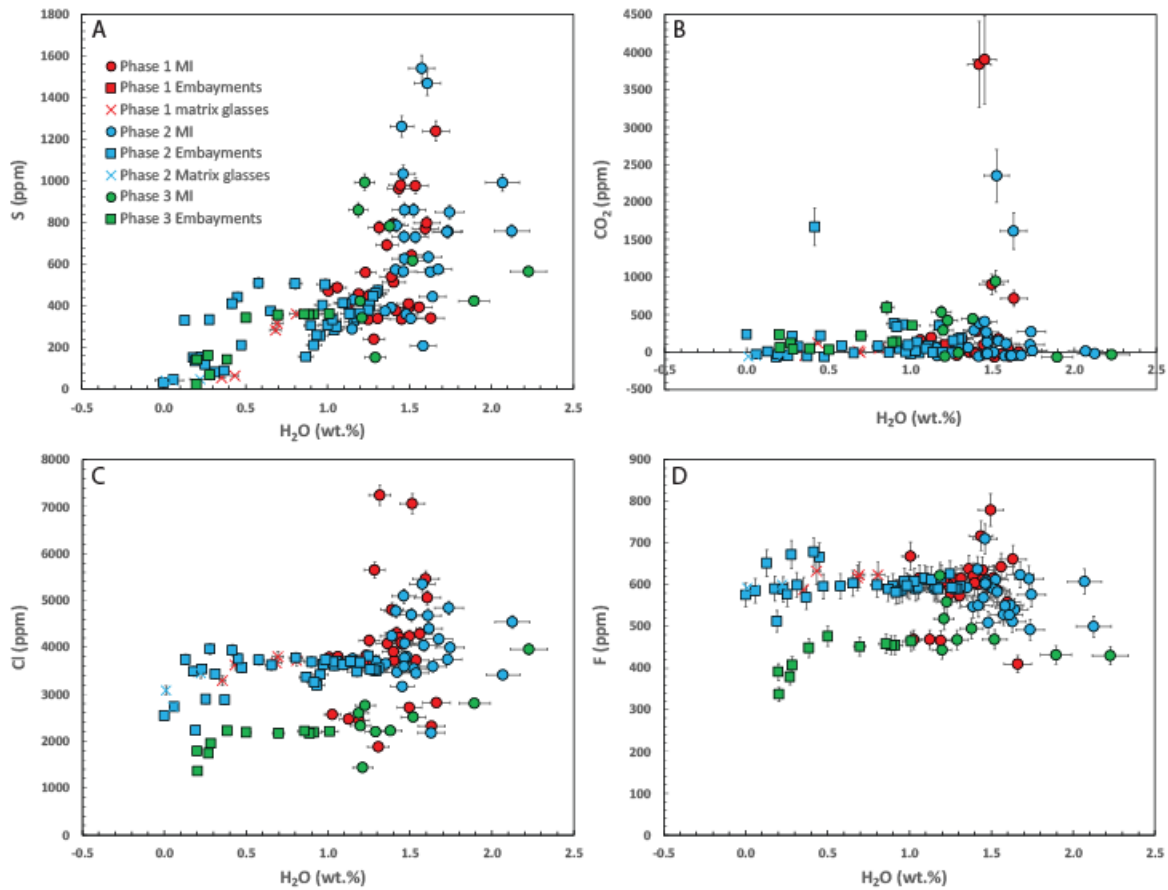 A
Phase 1 MI
Phase 1 Embayments
Phase 1 matrix glasses
Phase 2 MI
Phase 2 Embayments
Phase 2 Matrix glasses
Phase 3 MI
Phase 3 Embayments
S (ppm)
1800
1600
1400
1200
1000
800
600
400
200
0
-0.5 0.0 0.5 1.0 1.5 2.0 2.5
H2O (wt.%)
B
CO2 (ppm)
4500
4000
3500
3000
2500
2000
1500
1000
500
0
-500
-0.5 0.0 0.5 1.0 1.5 2.0 2.5
H2O (wt.%)
C
Cl (ppm)
8000
7000
6000
5000
4000
3000
2000
1000
0
-0.5 0.0 0.5 1.0 1.5 2.0 2.5
H2O (wt.%)
D
F (ppm)
900
800
700
600
500
400
300
200
100
0
-0.5 0.0 0.5 1.0 1.5 2.0 2.5
H2O (wt.%)